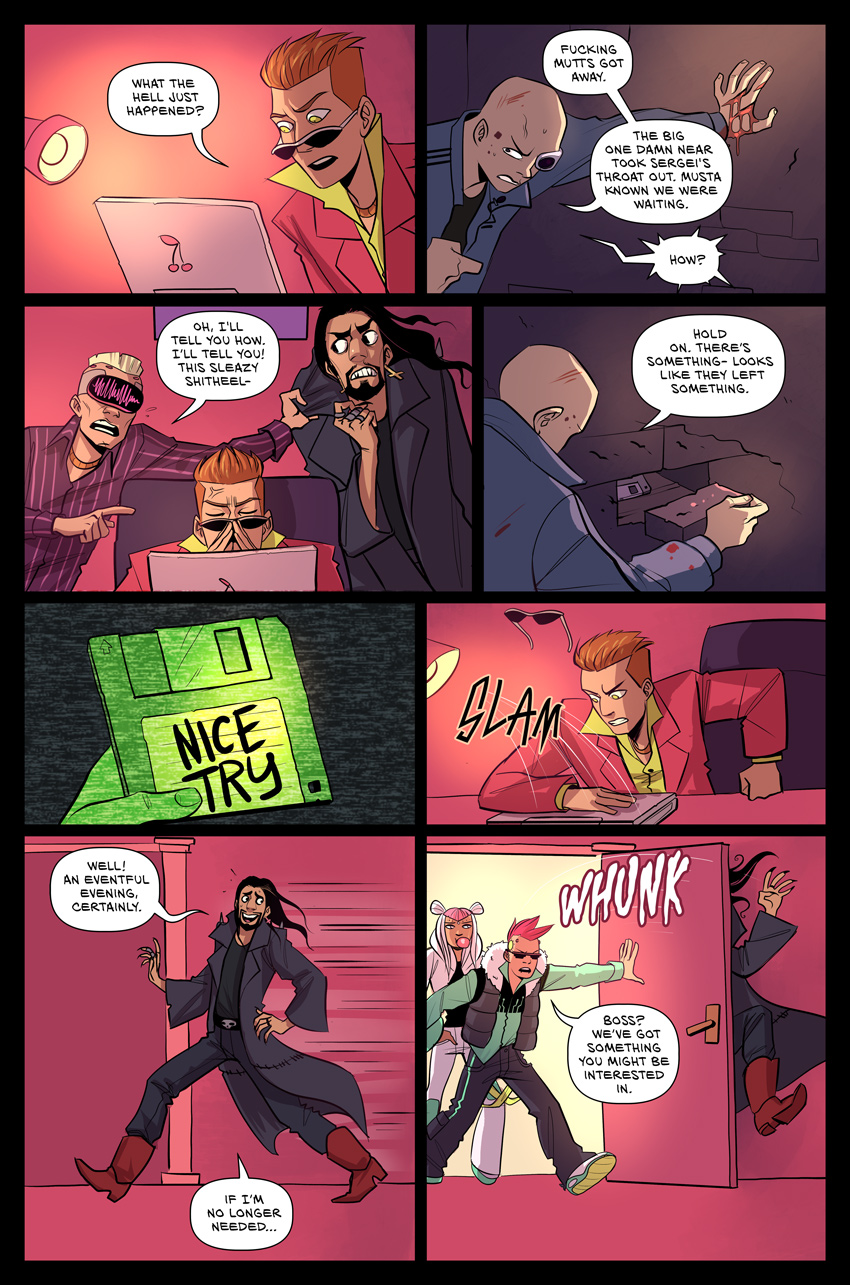 WHAT THE
HELL JUST
HAPPENED?
FUCKING
MUTTS GOT
AWAY.
THE BIG
ONE DAMN NEAR
TOOK SERGEI'S
THROAT OUT. MUSTA
KNOWN WE WERE
WAITING.
HOW?
OH, I'LL
TELL YOU HOW.
I'LL TELL YOU!
THIS SLEAZY
SHITHEEL-
HOLD
ON. THERE'S
SOMETHING- LOOKS
LIKE THEY LEFT
SOMETHING.
NICE
TRY
SLAM
WELL!
AN EVENTFUL
EVENING,
CERTAINLY.
IF I'M
NO LONGER
NEEDED...
WHUNK
BOSS?
WE'VE GOT
SOMETHING
YOU MIGHT BE
INTERESTED
IN.